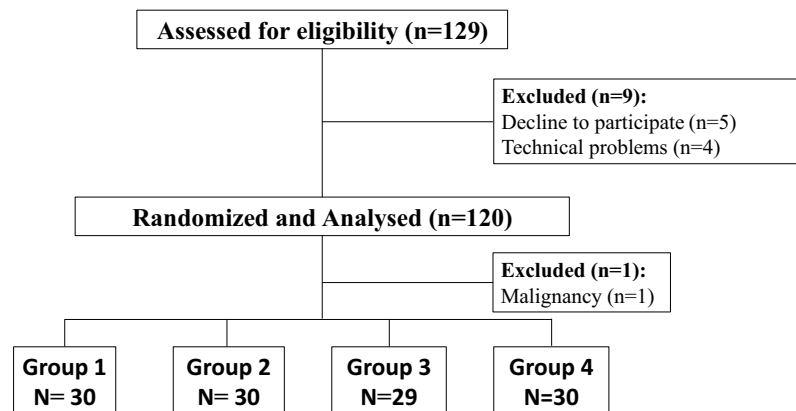 Assessed for eligibility (n=129)
Excluded (n=9):
Decline to participate (n=5)
Technical problems (n=4)
Randomized and Analysed (n=120)
Excluded (n=1):
Malignancy (n=1)
Group 1
N= 30
Group 2
N= 30
Group 3
N=29
Group 4
N=30